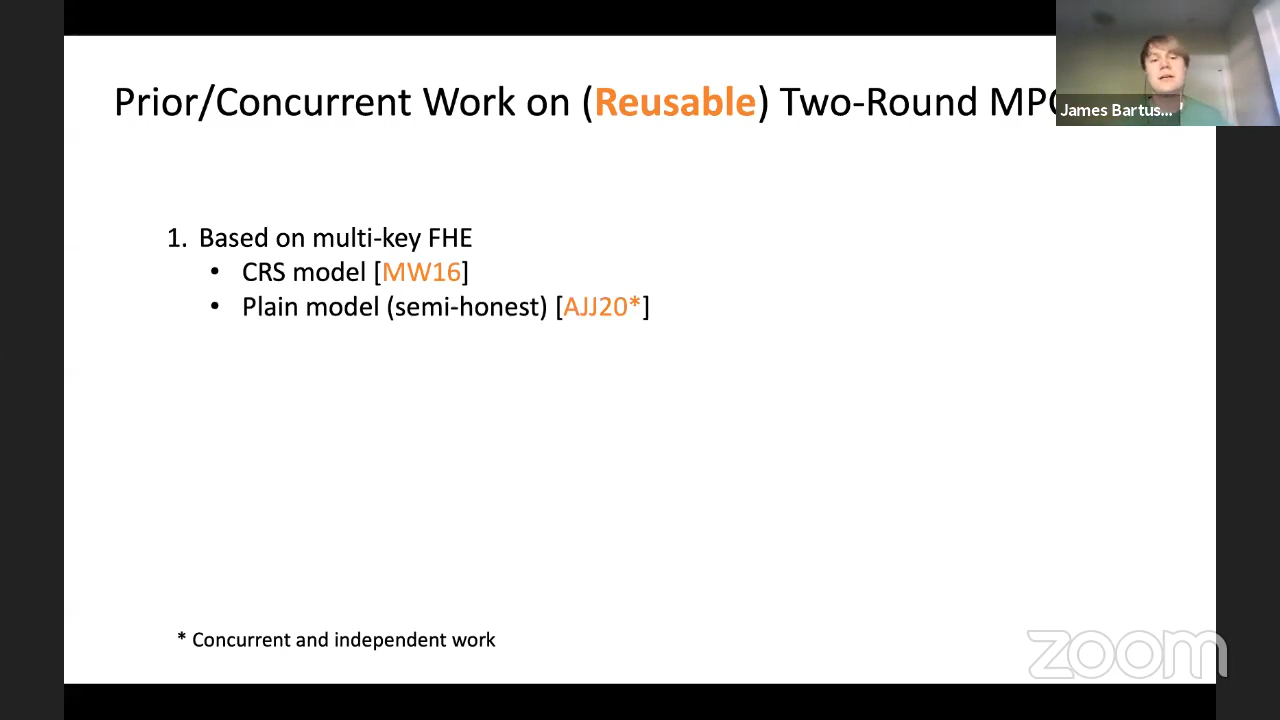 Prior/Concurrent Work on (Reusable) Two-Round MPC
James Bartus...
1. Based on multi-key FHE
• CRS model [MW16]
• Plain model (semi-honest) [AJJ20*]
* Concurrent and independent work
zoom